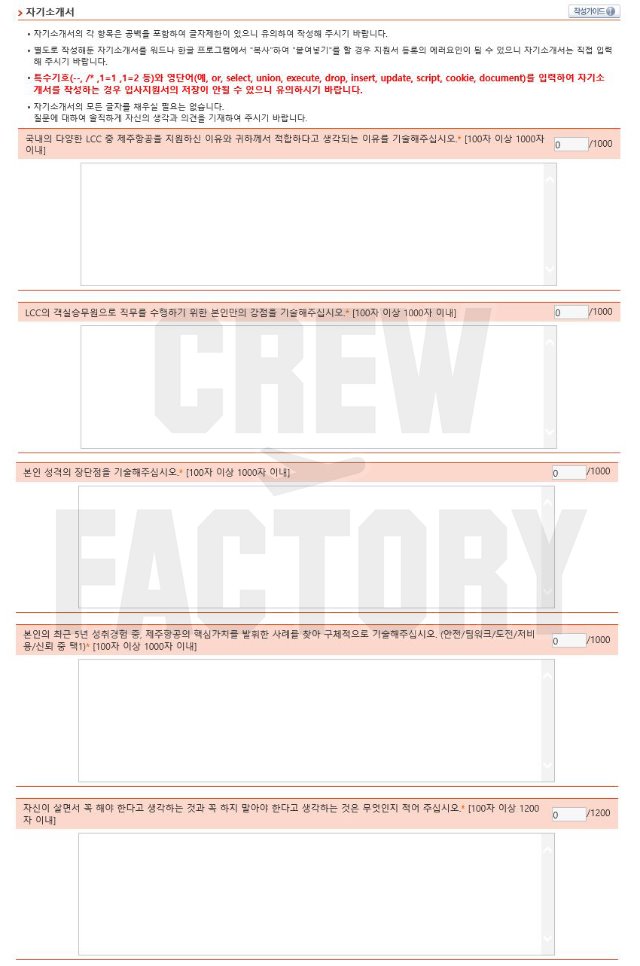 자기소개서
작성가이드
• 자기소개서의 각 항목은 공백을 포함하여 글자제한이 있으니 유의하여 작성해 주시기 바랍니다.
• 별도로 작성해둔 자기소개서를 워드나 한글 프로그램에서 "복사"하여 "붙여넣기"를 할 경우 지원서 등록의 에러요인이 될 수 있으니 자기소개서는 직접 입력
해 주시기 바랍니다.
• 특수기호(--, /* ,1=1 ,1=2 등)와 영단어(예, or, select, union, execute, drop, insert, update, script, cookie, document)를 입력하여 자기소
개서를 작성하는 경우 입사지원서의 저장이 안될 수 있으니 유의하시기 바랍니다.
• 자기소개서의 모든 글자를 채우실 필요는 없습니다.
질문에 대하여 솔직하게 자신의 생각과 의견을 기재하여 주시기 바랍니다.
국내의 다양한 LCC 중 제주항공을 지원하신 이유와 귀하께서 적합하다고 생각되는 이유를 기술해주십시오.* [100자 이상 1000자
이내]
0 /1000
LCC의 객실승무원으로 직무를 수행하기 위한 본인만의 강점을 기술해주십시오.* [100자 이상 1000자 이내]
0 /1000
CREW
본인 성격의 장단점을 기술해주십시오.* [100자 이상 1000자 이내]
0 /1000
FACTORY
본인의 최근 5년 성취경험 중, 제주항공의 핵심가치를 발휘한 사례를 찾아 구체적으로 기술해주십시오. (안전/팀워크/도전/저비
용/신뢰 중 택1)* [100자 이상 1000자 이내]
0 /1000
자신이 살면서 꼭 해야 한다고 생각하는 것과 꼭 하지 말아야 한다고 생각하는 것은 무엇인지 적어 주십시오.* [100자 이상 1200
자 이내]
0 /1200